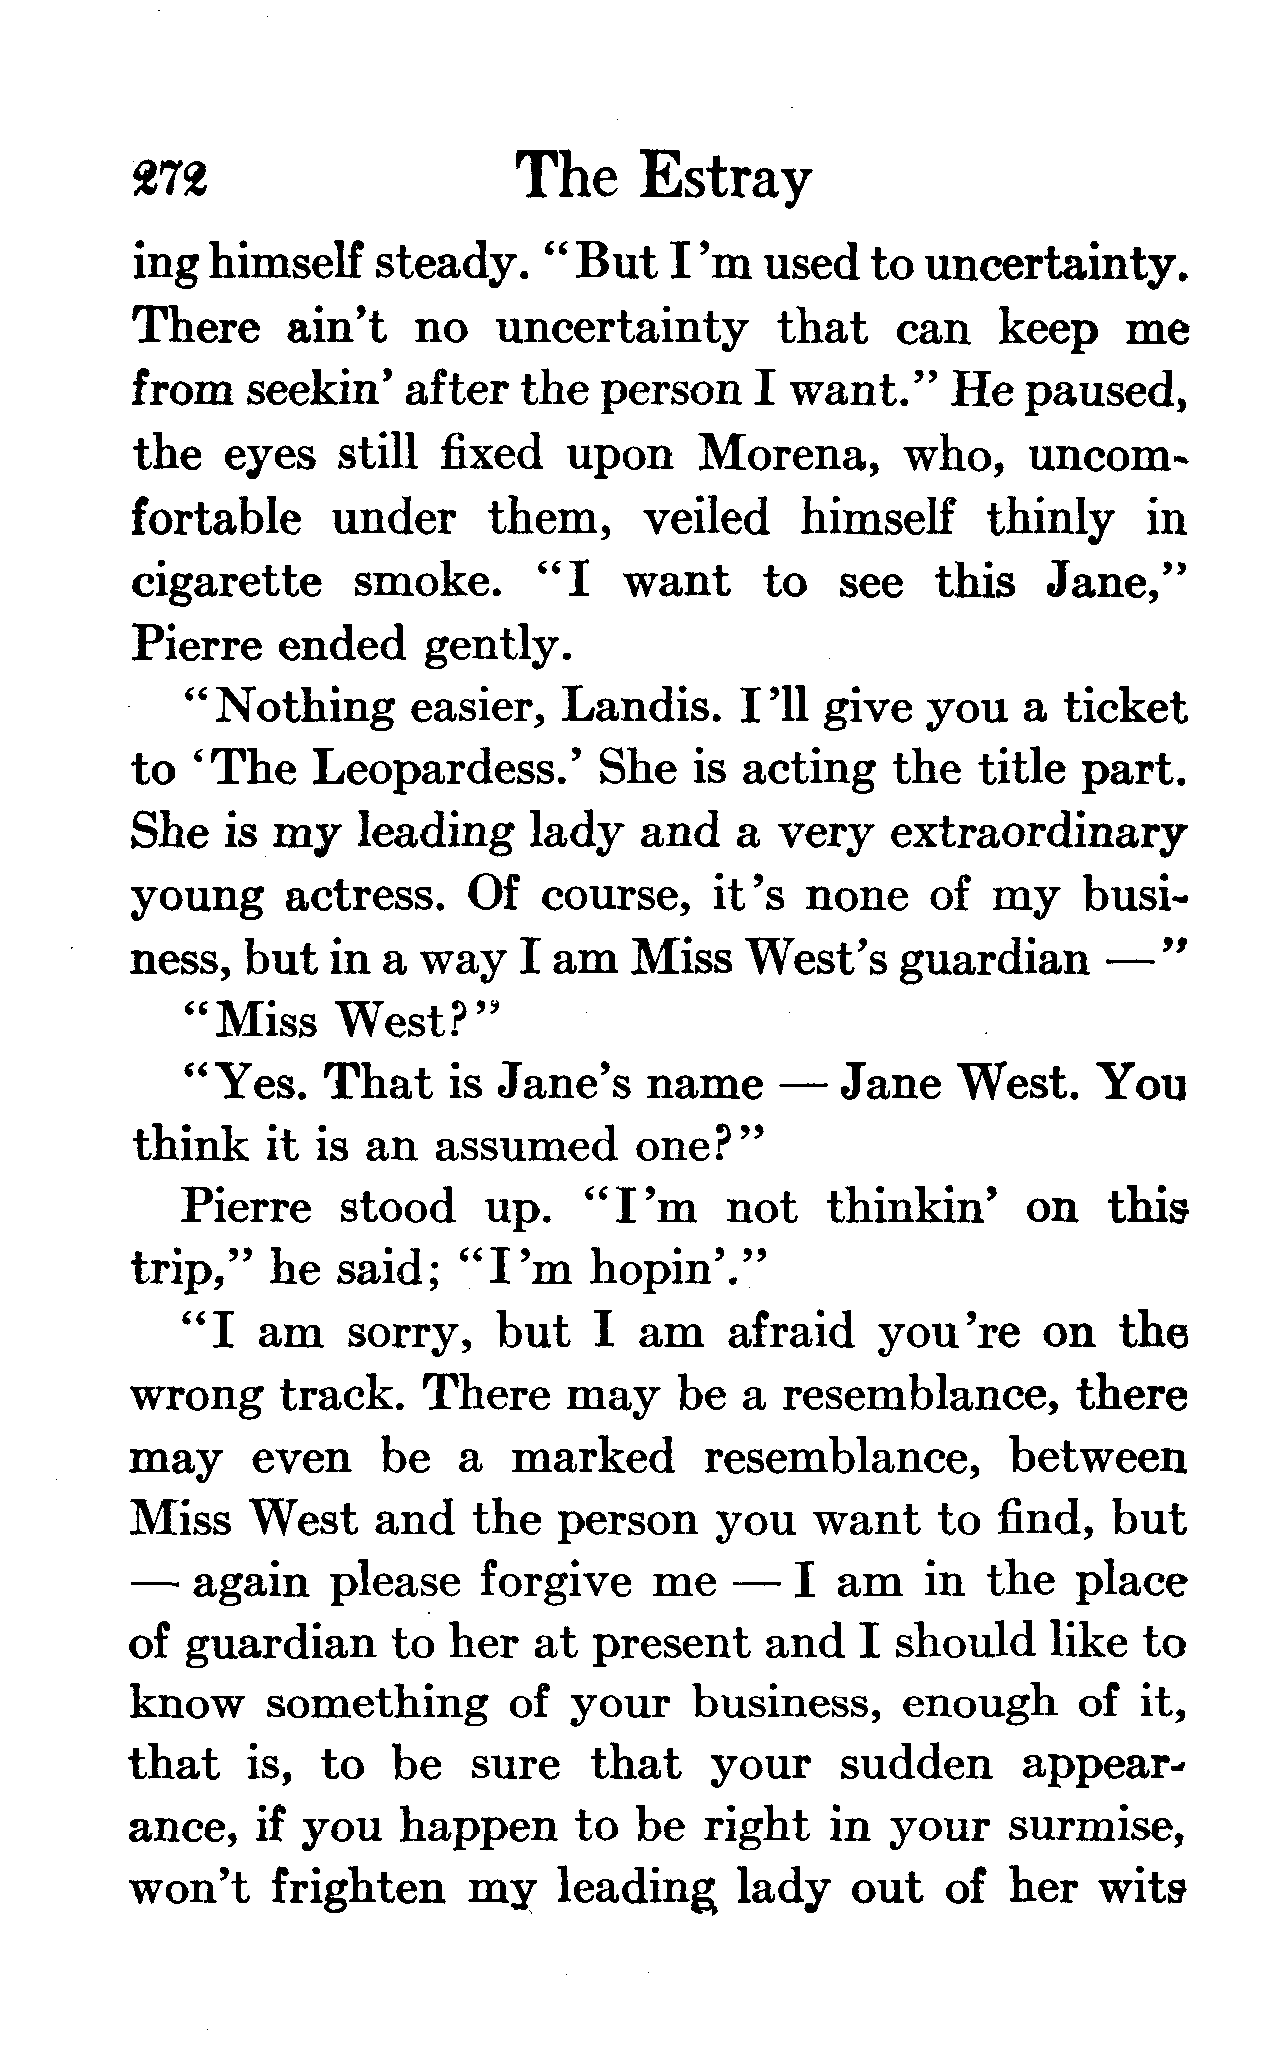 272 The Estray
ing himself steady. “But I’m used to uncertainty.
There ain’t no uncertainty that can keep me
from seekin’ after the person I want.” He paused,
the eyes still fixed upon Morena, who, uncom-
fortable under them, veiled himself thinly in
cigarette smoke. “I want to see this Jane,”
Pierre ended gently.
“Nothing easier, Landis. I’ll give you a ticket
to ‘The Leopardess.’ She is acting the title part.
She is my leading lady and a very extraordinary
young actress. Of course, it’s none of my busi-
ness, but in a way I am Miss West’s guardian —”
“Miss West?”
“Yes. That is Jane’s name — Jane West. You
think it is an assumed one?”
Pierre stood up. “I’m not thinkin’ on this
trip,” he said; “I’m hopin’.”
“I am sorry, but I am afraid you’re on the
wrong track. There may be a resemblance, there
may even be a marked resemblance, between
Miss West and the person you want to find, but
— again please forgive me — I am in the place
of guardian to her at present and I should like to
know something of your business, enough of it,
that is, to be sure that your sudden appear-
ance, if you happen to be right in your surmise,
won’t frighten my leading lady out of her wits